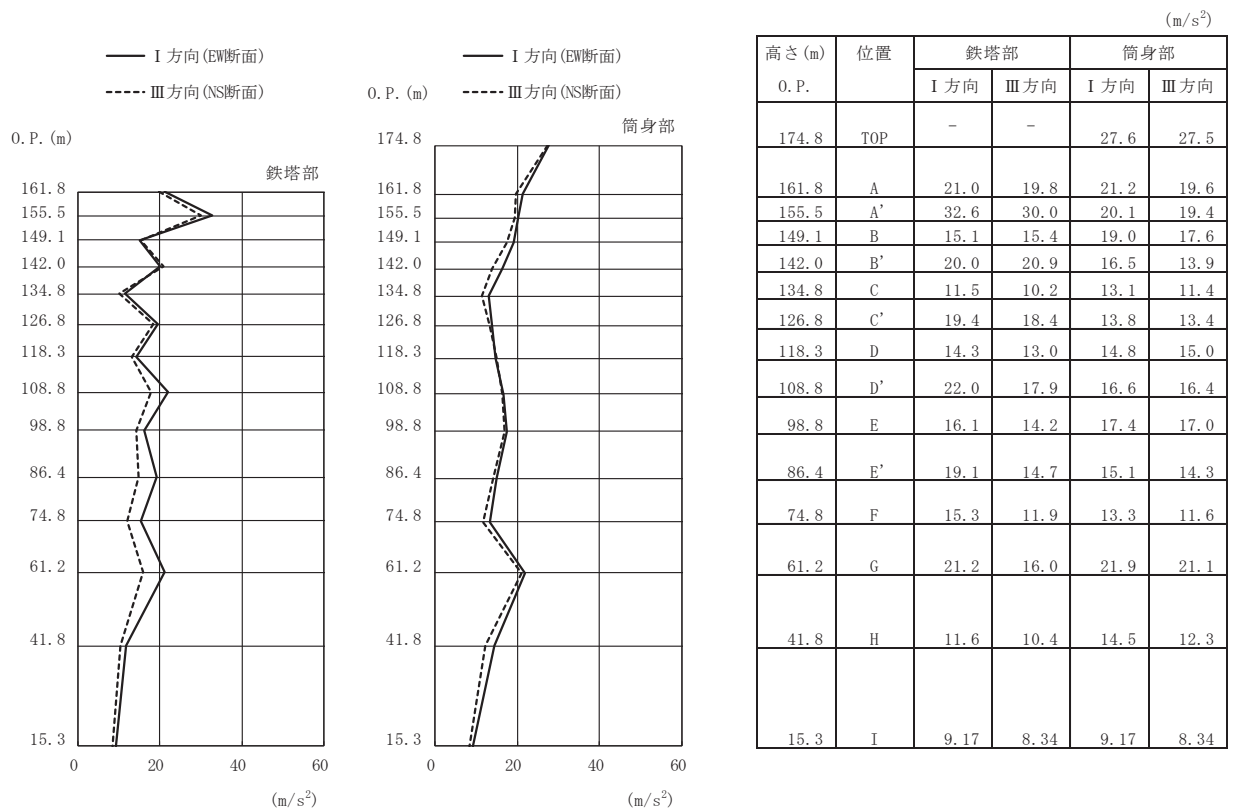 I 方向(EW断面)
Ⅲ方向(NS断面)
O.P.(m)
鉄塔部
161.8
155.5
149.1
142.0
134.8
126.8
118.3
108.8
98.8
86.4
74.8
61.2
41.8
15.3
0 20 40 60
(m/s²)
I 方向(EW断面)
O.P.(m) Ⅲ方向(NS断面)
174.8 筒身部
161.8
155.5
149.1
142.0
134.8
126.8
118.3
108.8
98.8
86.4
74.8
61.2
41.8
15.3
0 20 40 60
(m/s²)
(m/s²)
高さ(m) 位置 鉄塔部 筒身部
O.P. I 方向 Ⅲ方向 I 方向 Ⅲ方向
174.8 TOP － － 27.6 27.5
161.8 A 21.0 19.8 21.2 19.6
155.5 A' 32.6 30.0 20.1 19.4
149.1 B 15.1 15.4 19.0 17.6
142.0 B' 20.0 20.9 16.5 13.9
134.8 C 11.5 10.2 13.1 11.4
126.8 C' 19.4 18.4 13.8 13.4
118.3 D 14.3 13.0 14.8 15.0
108.8 D' 22.0 17.9 16.6 16.4
98.8 E 16.1 14.2 17.4 17.0
86.4 E' 19.1 14.7 15.1 14.3
74.8 F 15.3 11.9 13.3 11.6
61.2 G 21.2 16.0 21.9 21.1
41.8 H 11.6 10.4 14.5 12.3
15.3 I 9.17 8.34 9.17 8.34